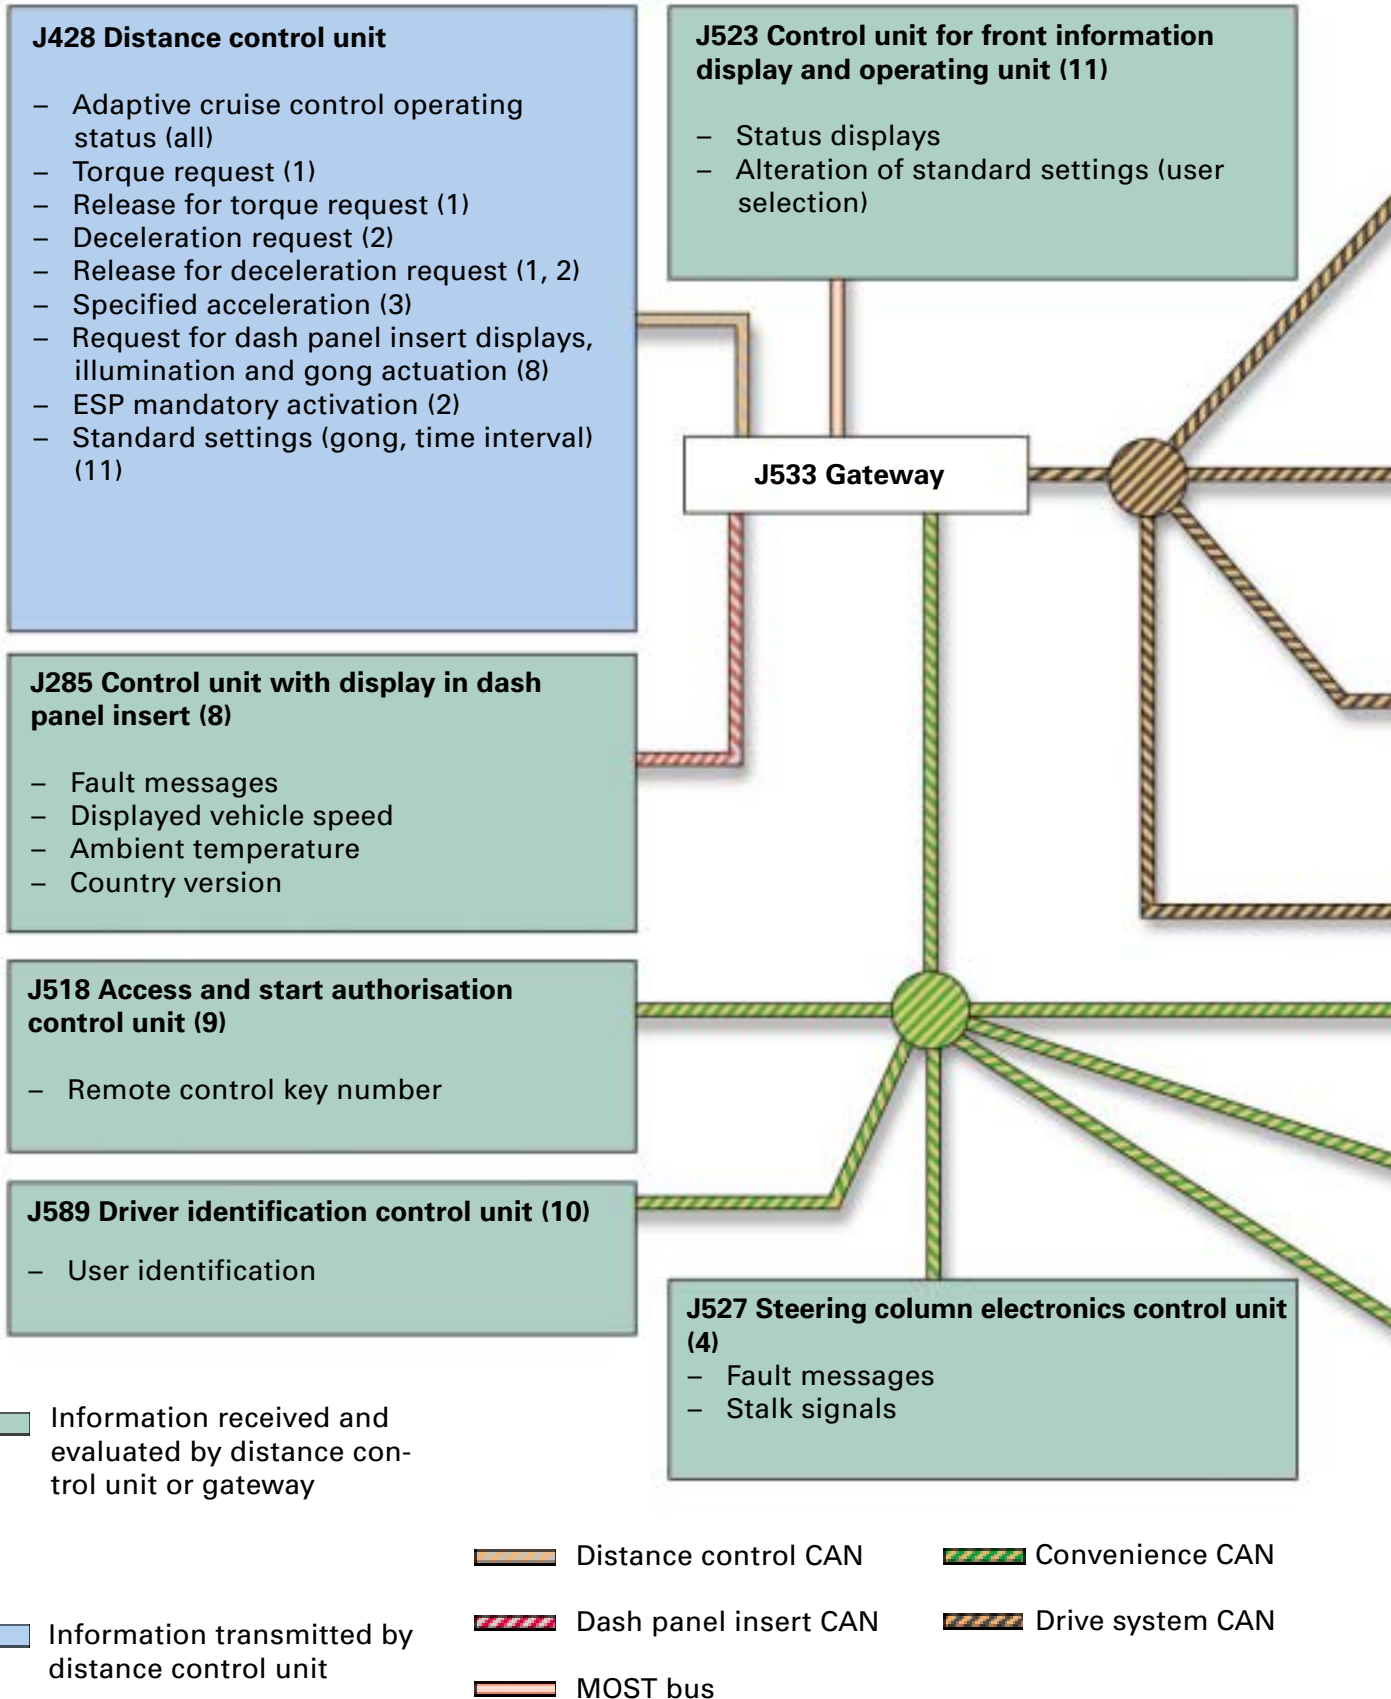 J428 Distance control unit
– Adaptive cruise control operating
status (all)
– Torque request (1)
– Release for torque request (1)
– Deceleration request (2)
– Release for deceleration request (1, 2)
– Specified acceleration (3)
– Request for dash panel insert displays,
illumination and gong actuation (8)
– ESP mandatory activation (2)
– Standard settings (gong, time interval)
(11)
J523 Control unit for front information
display and operating unit (11)
– Status displays
– Alteration of standard settings (user
selection)
J533 Gateway
J285 Control unit with display in dash
panel insert (8)
– Fault messages
– Displayed vehicle speed
– Ambient temperature
– Country version
J518 Access and start authorisation
control unit (9)
– Remote control key number
J589 Driver identification control unit (10)
– User identification
J527 Steering column electronics control unit
(4)
– Fault messages
– Stalk signals
Information received and
evaluated by distance con-
trol unit or gateway
Information transmitted by
distance control unit
Distance control CAN
Dash panel insert CAN
MOST bus
Convenience CAN
Drive system CAN